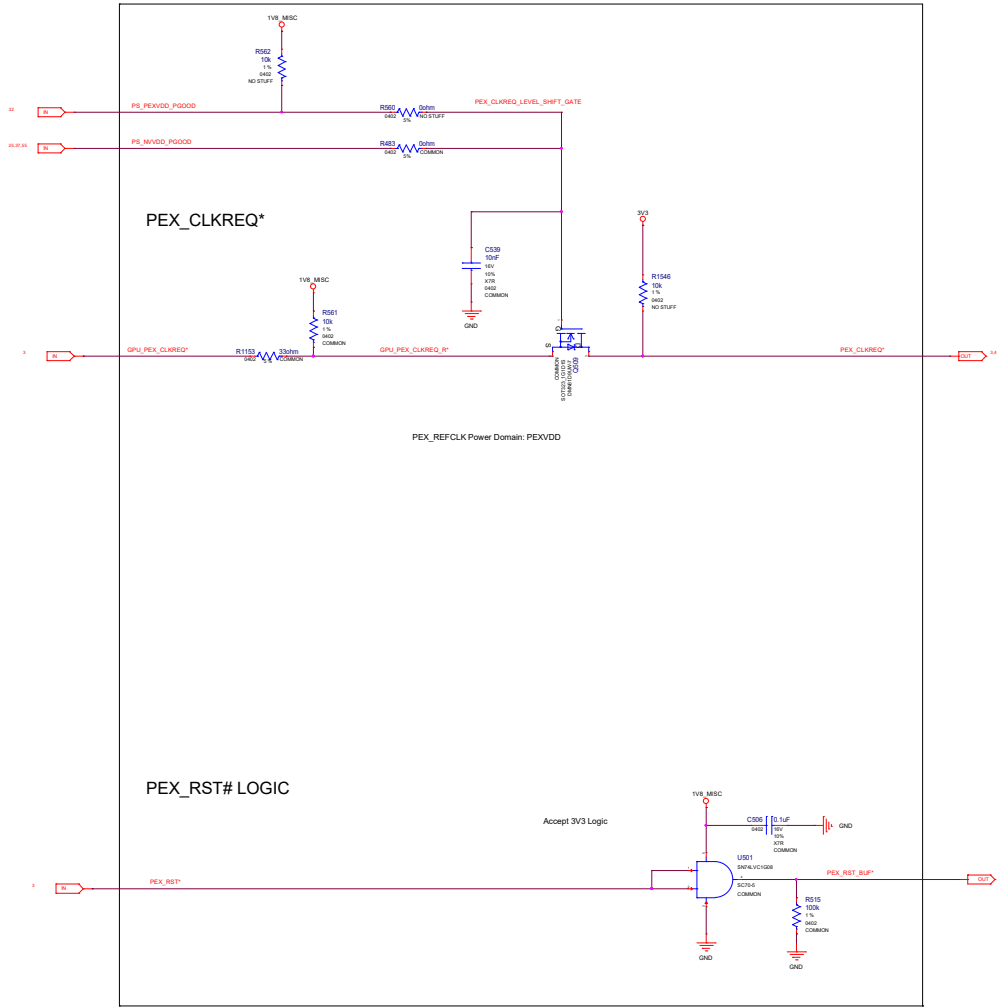 1V8_MISC
R562
10k
1 %
0402
NO STUFF
IN
PS_PEXVDD_PGOOD
R560
0ohm
0402
5%
NO STUFF
PEX_CLKREQ_LEVEL_SHIFT_GATE
IN
PS_NVVDD_PGOOD
R483
0ohm
0402
5%
COMMON
PEX_CLKREQ*
C539
10nF
16V
10%
X7R
0402
COMMON
GND
3V3
R1546
10k
1 %
0402
NO STUFF
1V8_MISC
R561
10k
1 %
0402
COMMON
3
IN
GPU_PEX_CLKREQ*
R1153
33ohm
0402
COMMON
GPU_PEX_CLKREQ_R*
G
S
Q509
COMMON
PEX_CLKREQ*
OUT
3,4
PEX_REFCLK Power Domain: PEXVDD
PEX_RST# LOGIC
Accept 3V3 Logic
1V8_MISC
C506
0.1uF
0402
16V
10%
X7R
COMMON
GND
U501
SN74LVC1G08
SC70-5
COMMON
IN
PEX_RST*
PEX_RST_BUF*
OUT
R515
100k
1 %
0402
COMMON
GND
GND